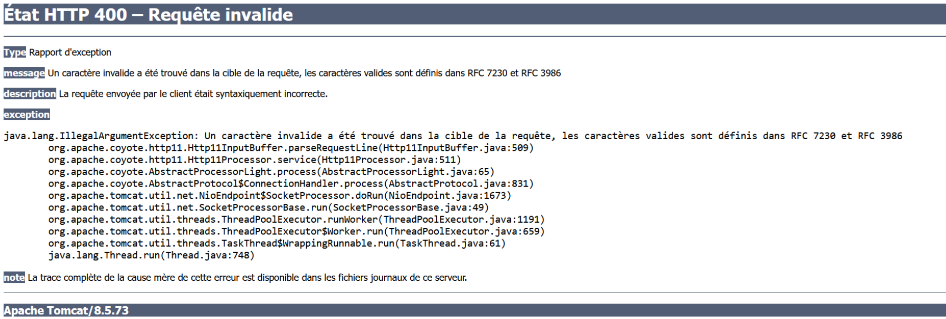 État HTTP 400 – Requête invalide
Type Rapport d'exception
message Un caractère invalide a été trouvé dans la cible de la requête, les caractères valides sont définis dans RFC 7230 et RFC 3986
description La requête envoyée par le client était syntaxiquement incorrecte.
exception
java.lang.IllegalArgumentException: Un caractère invalide a été trouvé dans la cible de la requête, les caractères valides sont définis dans RFC 7230 et RFC 3986
org.apache.coyote.http11.Http11InputBuffer.parseRequestLine(Http11InputBuffer.java:509)
org.apache.coyote.http11.Http11Processor.service(Http11Processor.java:511)
org.apache.coyote.AbstractProcessorLight.process(AbstractProcessorLight.java:65)
org.apache.coyote.AbstractProtocol$ConnectionHandler.process(AbstractProtocol.java:831)
org.apache.tomcat.util.net.NioEndpoint$SocketProcessor.doRun(NioEndpoint.java:1673)
org.apache.tomcat.util.net.SocketProcessorBase.run(SocketProcessorBase.java:49)
org.apache.tomcat.util.threads.ThreadPoolExecutor.runWorker(ThreadPoolExecutor.java:1191)
org.apache.tomcat.util.threads.ThreadPoolExecutor$Worker.run(ThreadPoolExecutor.java:659)
org.apache.tomcat.util.threads.TaskThread$WrappingRunnable.run(TaskThread.java:61)
java.lang.Thread.run(Thread.java:748)
note La trace complète de la cause mère de cette erreur est disponible dans les fichiers journaux de ce serveur.
Apache Tomcat/8.5.73